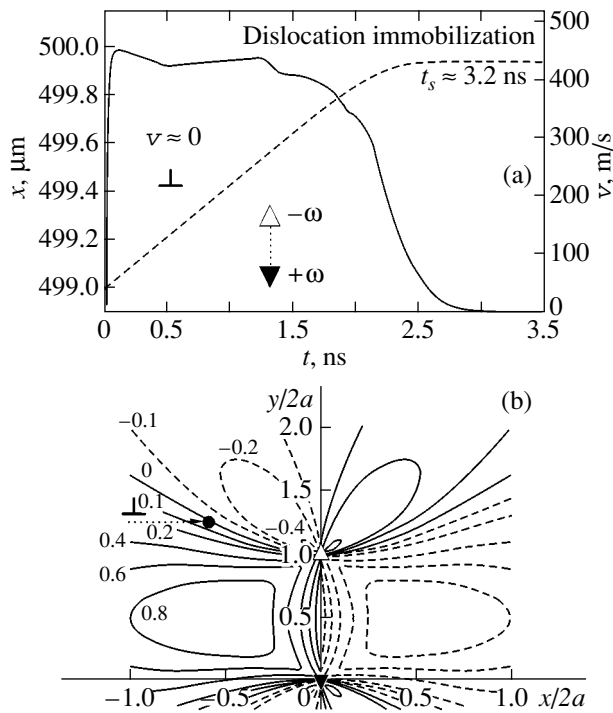 Dislocation immobilization
t_s ≈ 3.2 ns
v ≈ 0
(a)
−ω
+ω
x, μm
500.0
499.8
499.6
499.4
499.2
499.0
v, m/s
500
400
300
200
100
0
0 0.5 1.5 2.5 3.5
t, ns
(b)
y/2a
2.0
1.5
1.0
0.5
−0.1
−0.2
0
0.1
0.2
−0.4
0.4
0.6
0.8
−1.0 −0.5 0 0.5 1.0 x/2a